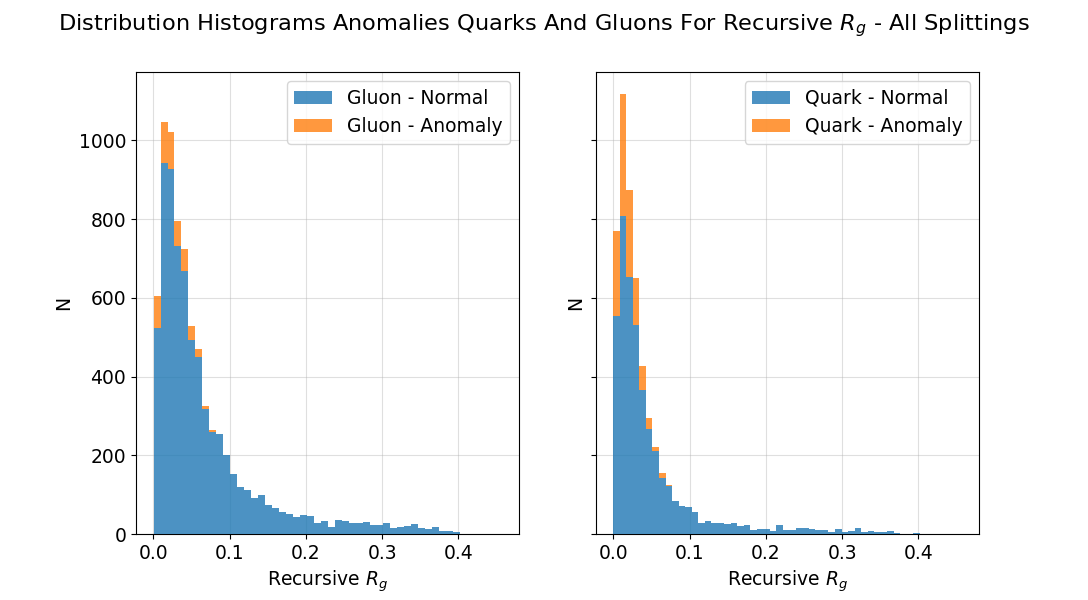 Distribution Histograms Anomalies Quarks And Gluons For Recursive $R_g$ - All Splittings
Gluon - Normal
Gluon - Anomaly
N
1000
800
600
400
200
0
0.0 0.1 0.2 0.3 0.4
Recursive $R_g$
Quark - Normal
Quark - Anomaly
N
0.0 0.1 0.2 0.3 0.4
Recursive $R_g$